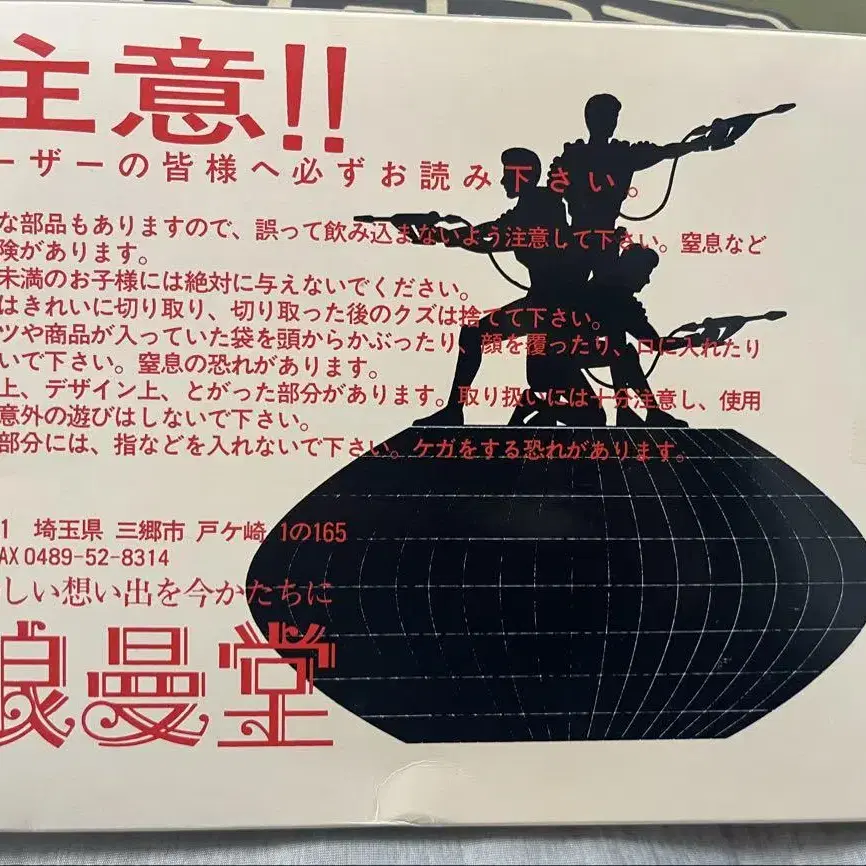 主意!!
ーザーの皆様へ必ずお読み下さい。
な部品もありますので、誤って飲み込まないよう注意して下さい。窒息など
険があります。
未満のお子様には絶対に与えないでください。
はきれいに切り取り、切り取った後のクズは捨てて下さい。
ツや商品が入っていた袋を頭からかぶったり、顔を覆ったり、口に入れたり
いで下さい。窒息の恐れがあります。
上、デザイン上、とがった部分があります。取り扱いには十分注意し、使用
意外の遊びはしないで下さい。
部分には、指などを入れないで下さい。ケガをする恐れがあります。
1 埼玉県 三郷市 戸ケ崎 1の165
AX 0489-52-8314
しい想い出を今かたちに
浪曼堂